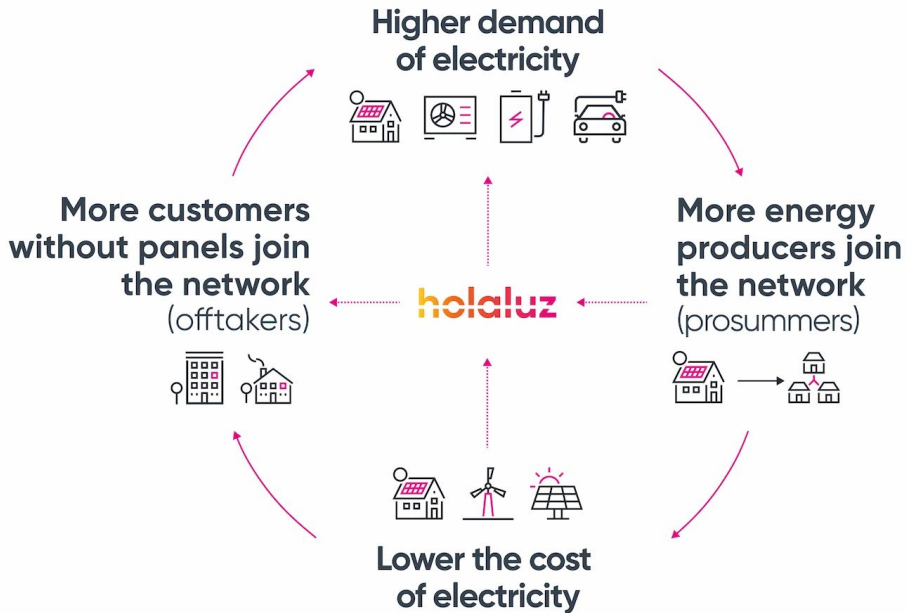 Higher demand
of electricity
More customers
without panels join
the network
(offtakers)
holaluz
More energy
producers join
the network
(prosummers)
Lower the cost
of electricity